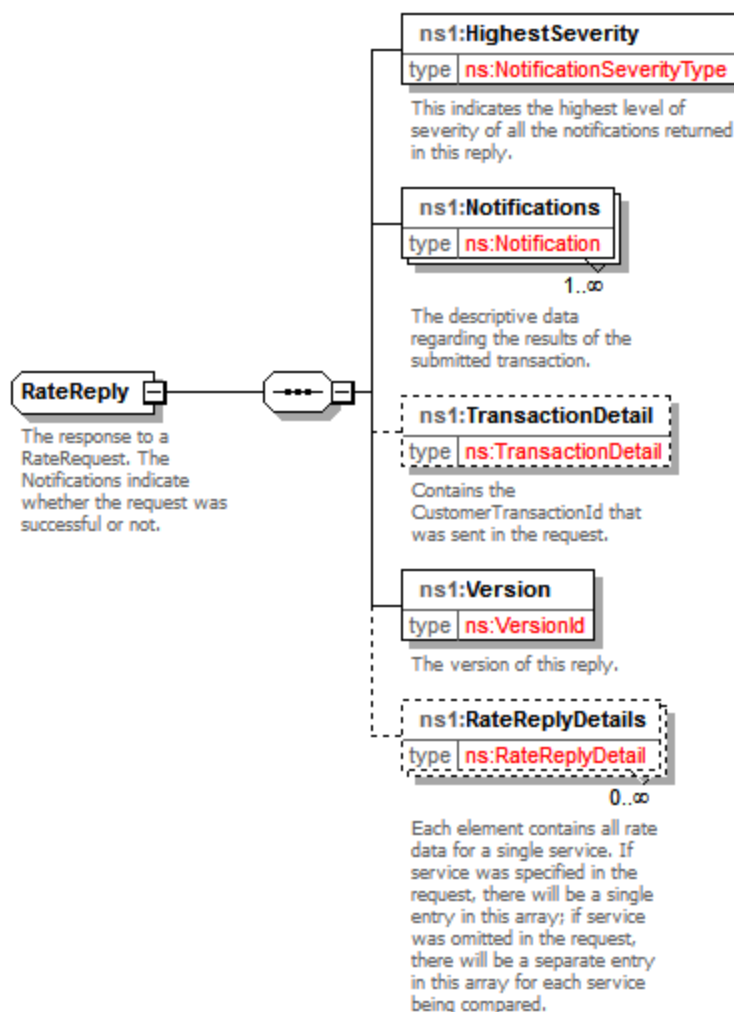 ns1:HighestSeverity
type ns:NotificationSeverityType
This indicates the highest level of
severity of all the notifications returned
in this reply.
ns1:Notifications
type ns:Notification
1..∞
The descriptive data
regarding the results of the
submitted transaction.
RateReply
The response to a
RateRequest. The
Notifications indicate
whether the request was
successful or not.
ns1:TransactionDetail
type ns:TransactionDetail
Contains the
CustomerTransactionId that
was sent in the request.
ns1:Version
type ns:VersionId
The version of this reply.
ns1:RateReplyDetails
type ns:RateReplyDetail
0..∞
Each element contains all rate
data for a single service. If
service was specified in the
request, there will be a single
entry in this array; if service
was omitted in the request,
there will be a separate entry
in this array for each service
being compared.